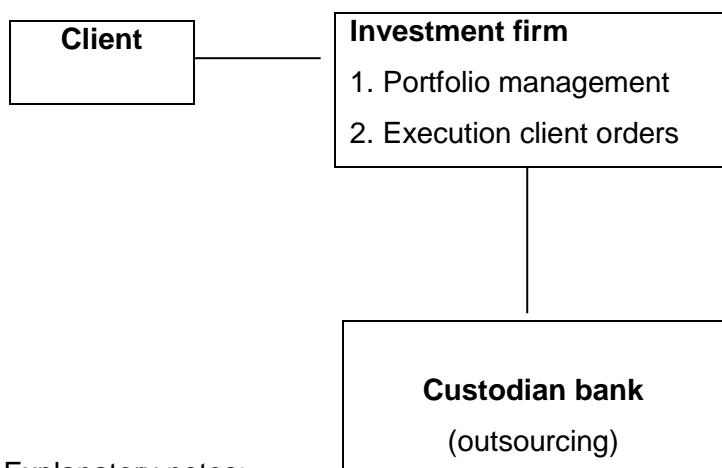 Client
Investment firm
1. Portfolio management
2. Execution client orders
Custodian bank
(outsourcing)
Explanatory notes: